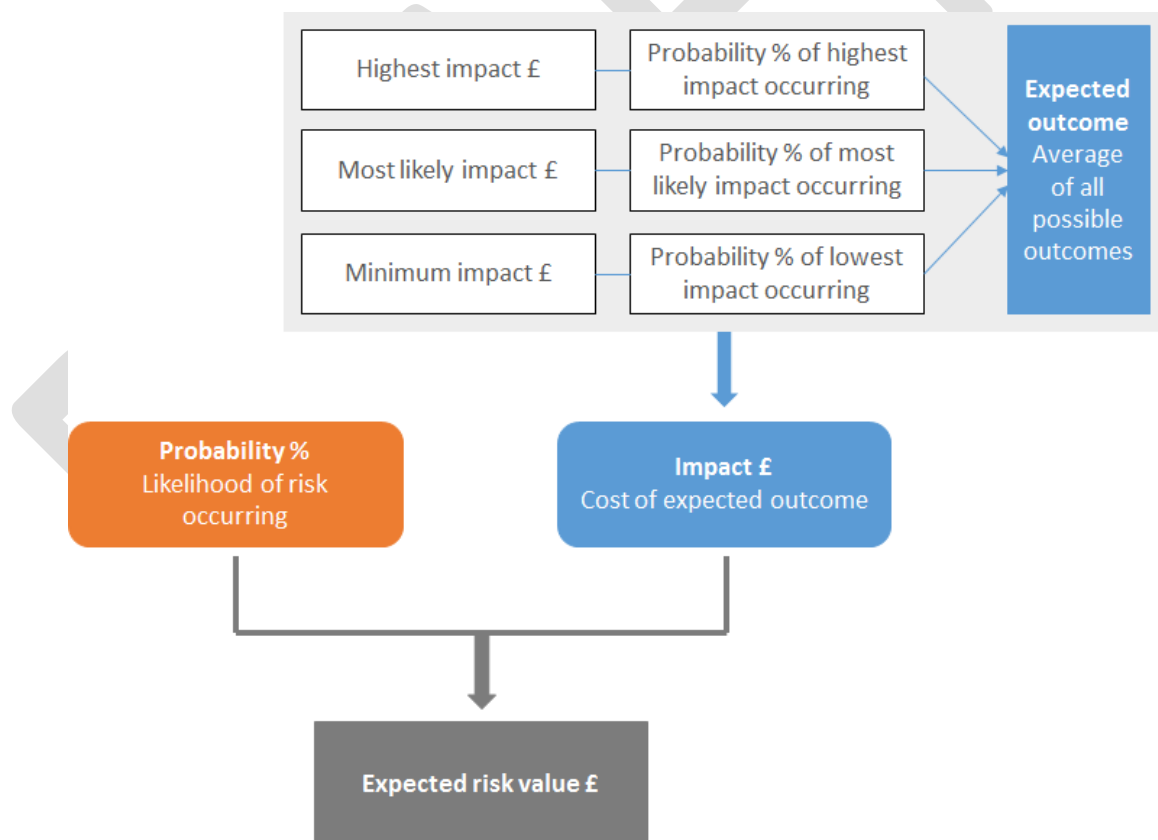 Highest impact £
Probability % of highest
impact occurring
Most likely impact £
Probability % of most
likely impact occurring
Minimum impact £
Probability % of lowest
impact occurring
Expected
outcome
Average
of all
possible
outcomes
Probability %
Likelihood of risk
occurring
Impact £
Cost of expected outcome
Expected risk value £